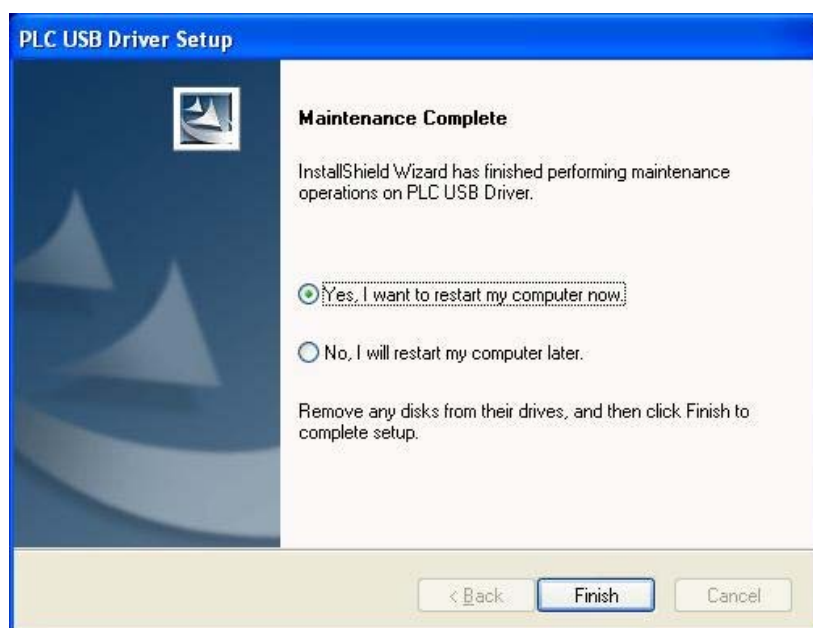 PLC USB Driver Setup
Maintenance Complete
InstallShield Wizard has finished performing maintenance
operations on PLC USB Driver.
Yes, I want to restart my computer now.
No, I will restart my computer later.
Remove any disks from their drives, and then click Finish to
complete setup.
< Back
Finish
Cancel